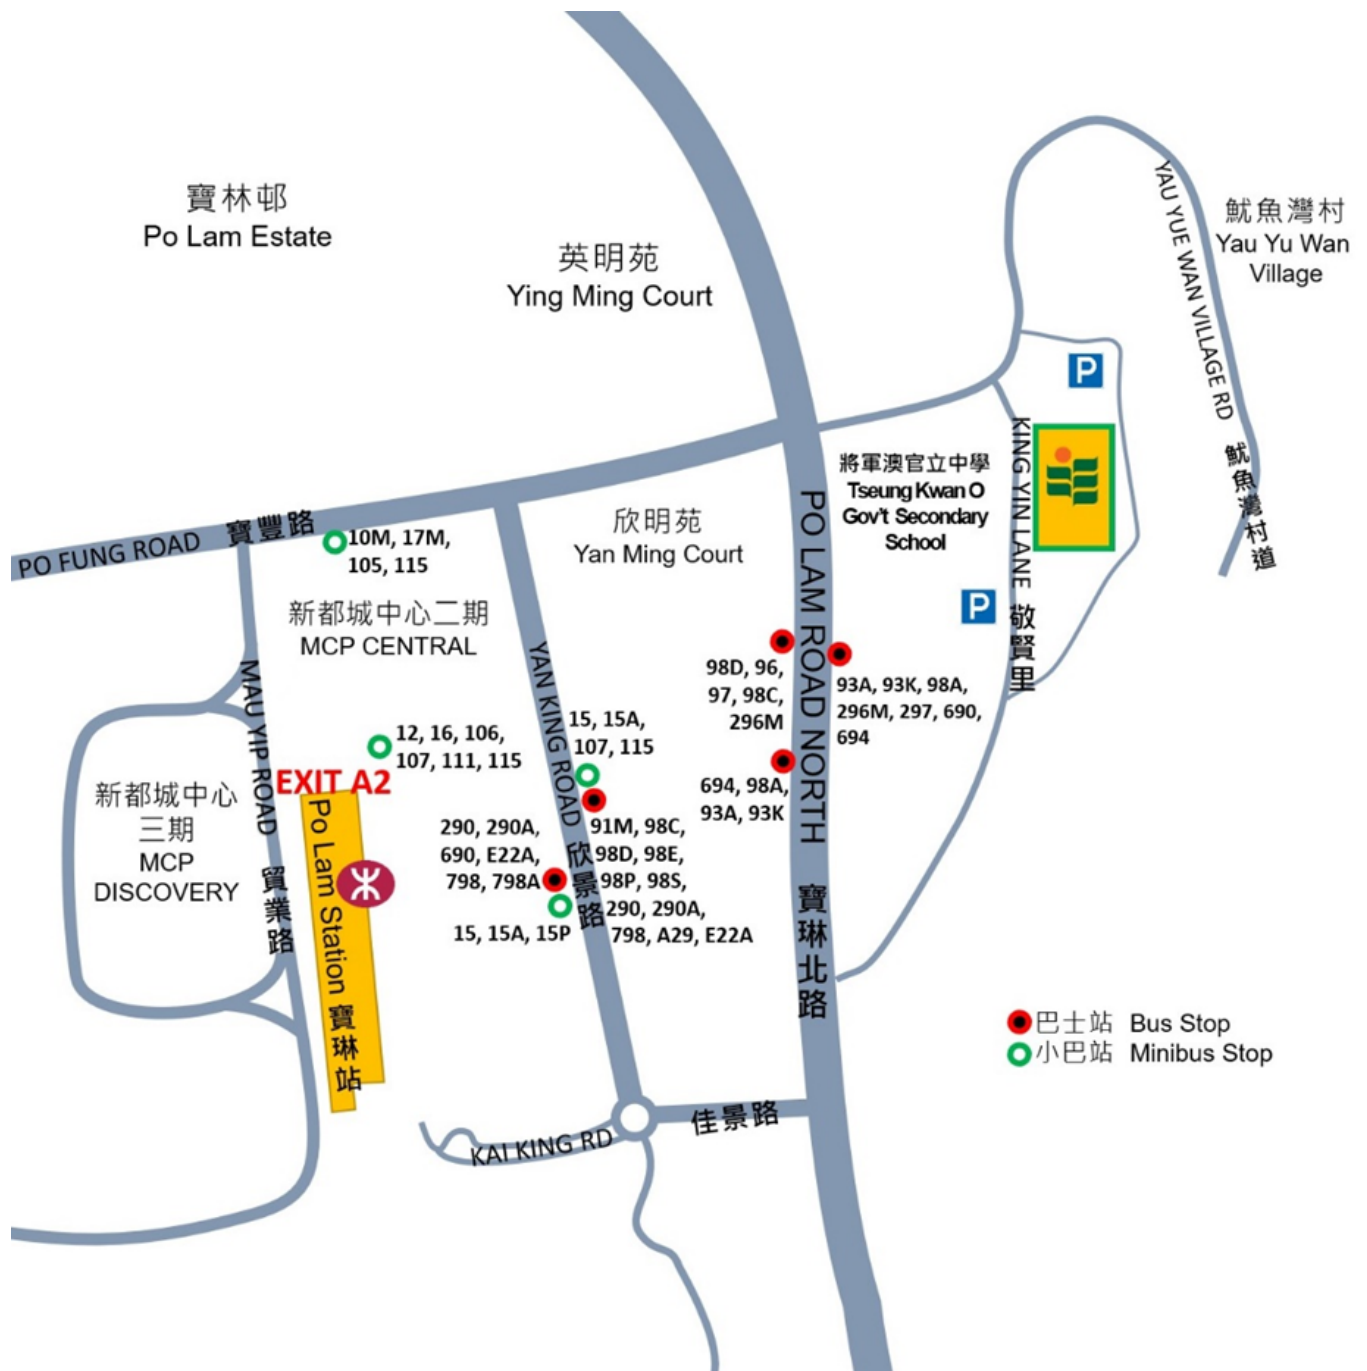 寶林邨
Po Lam Estate
英明苑
Ying Ming Court
魷魚灣村
Yau Yu Wan
Village
YAU YUE WAN VILLAGE RD 魷魚灣村道
P
KING YIN LANE 敬賢里
將軍澳官立中學
Tseung Kwan O
Gov't Secondary
School
P
欣明苑
Yan Ming Court
PO FUNG ROAD 寶豐路
10M, 17M,
105, 115
新都城中心二期
MCP CENTRAL
MAU YIP ROAD 貿業路
YAN KING ROAD 欣景路
PO LAM ROAD NORTH 寶琳北路
98D, 96,
97, 98C,
296M
93A, 93K, 98A,
296M, 297, 690,
694
12, 16, 106,
107, 111, 115
15, 15A,
107, 115
694, 98A,
93A, 93K
EXIT A2
新都城中心
三期
MCP
DISCOVERY
Po Lam Station 寶琳站
290, 290A,
690, E22A,
798, 798A
91M, 98C,
98D, 98E,
98P, 98S,
290, 290A,
798, A29, E22A
15, 15A, 15P
巴士站 Bus Stop
小巴站 Minibus Stop
KAI KING RD 佳景路